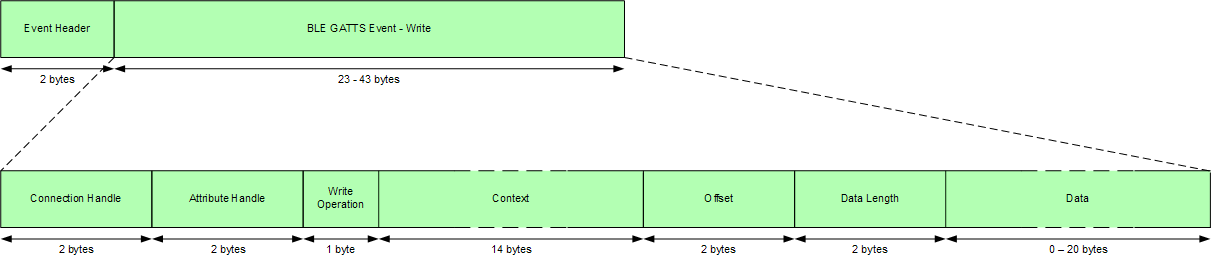 Event Header
BLE GATTS Event - Write
2 bytes
23 - 43 bytes
Connection Handle
Attribute Handle
Write
Operation
Context
Offset
Data Length
Data
2 bytes
2 bytes
1 byte
14 bytes
2 bytes
2 bytes
0 – 20 bytes